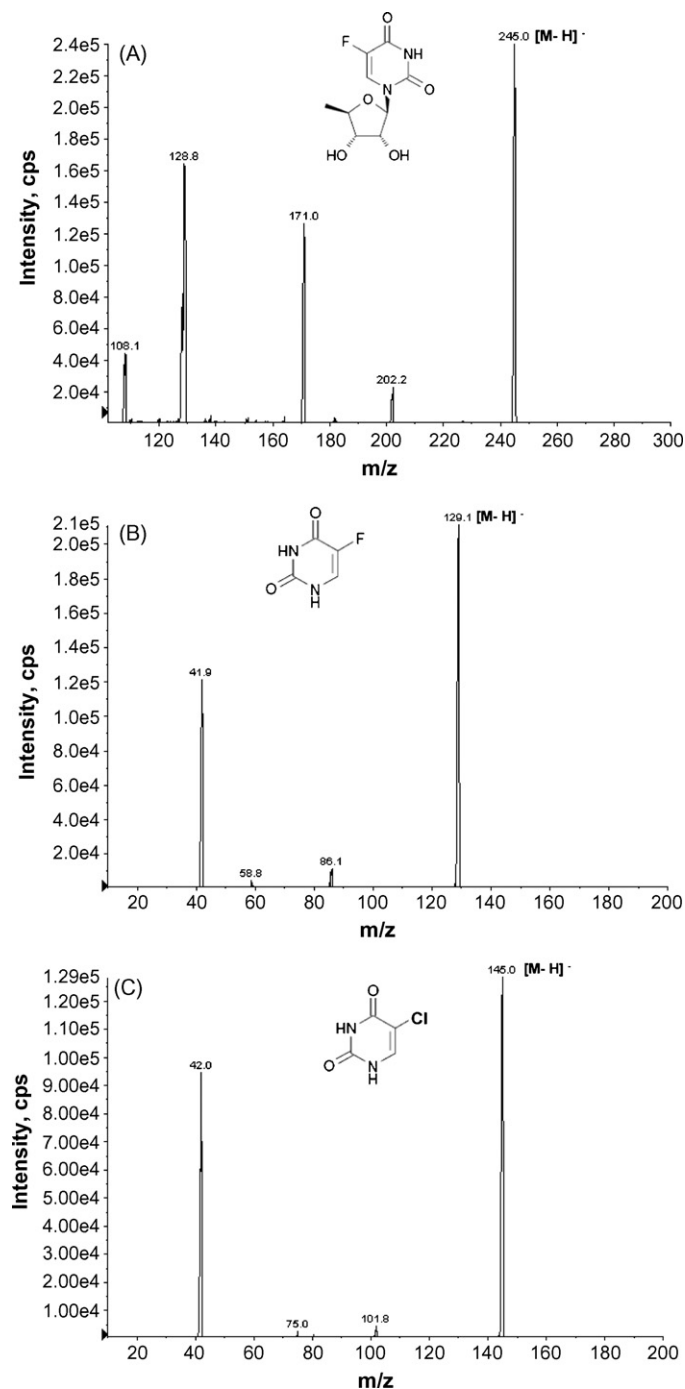 (A)
245.0 [M- H] -
2.4e5
2.2e5
2.0e5
1.8e5
1.6e5
1.4e5
1.2e5
1.0e5
8.0e4
6.0e4
4.0e4
2.0e4
Intensity, cps
F
O
NH
N
O
O
HO
OH
128.8
171.0
108.1
202.2
120 140 160 180 200 220 240 260 280 300
m/z
(B)
129.1 [M- H] -
2.1e5
2.0e5
1.8e5
1.6e5
1.4e5
1.2e5
1.0e5
8.0e4
6.0e4
4.0e4
2.0e4
Intensity, cps
O
F
HN
O
N
H
41.9
58.8
86.1
20 40 60 80 100 120 140 160 180 200
m/z
(C)
145.0 [M- H] -
1.29e5
1.20e5
1.10e5
1.00e5
9.00e4
8.00e4
7.00e4
6.00e4
5.00e4
4.00e4
3.00e4
2.00e4
1.00e4
Intensity, cps
O
Cl
HN
O
N
H
42.0
75.0
101.8
20 40 60 80 100 120 140 160 180 200
m/z